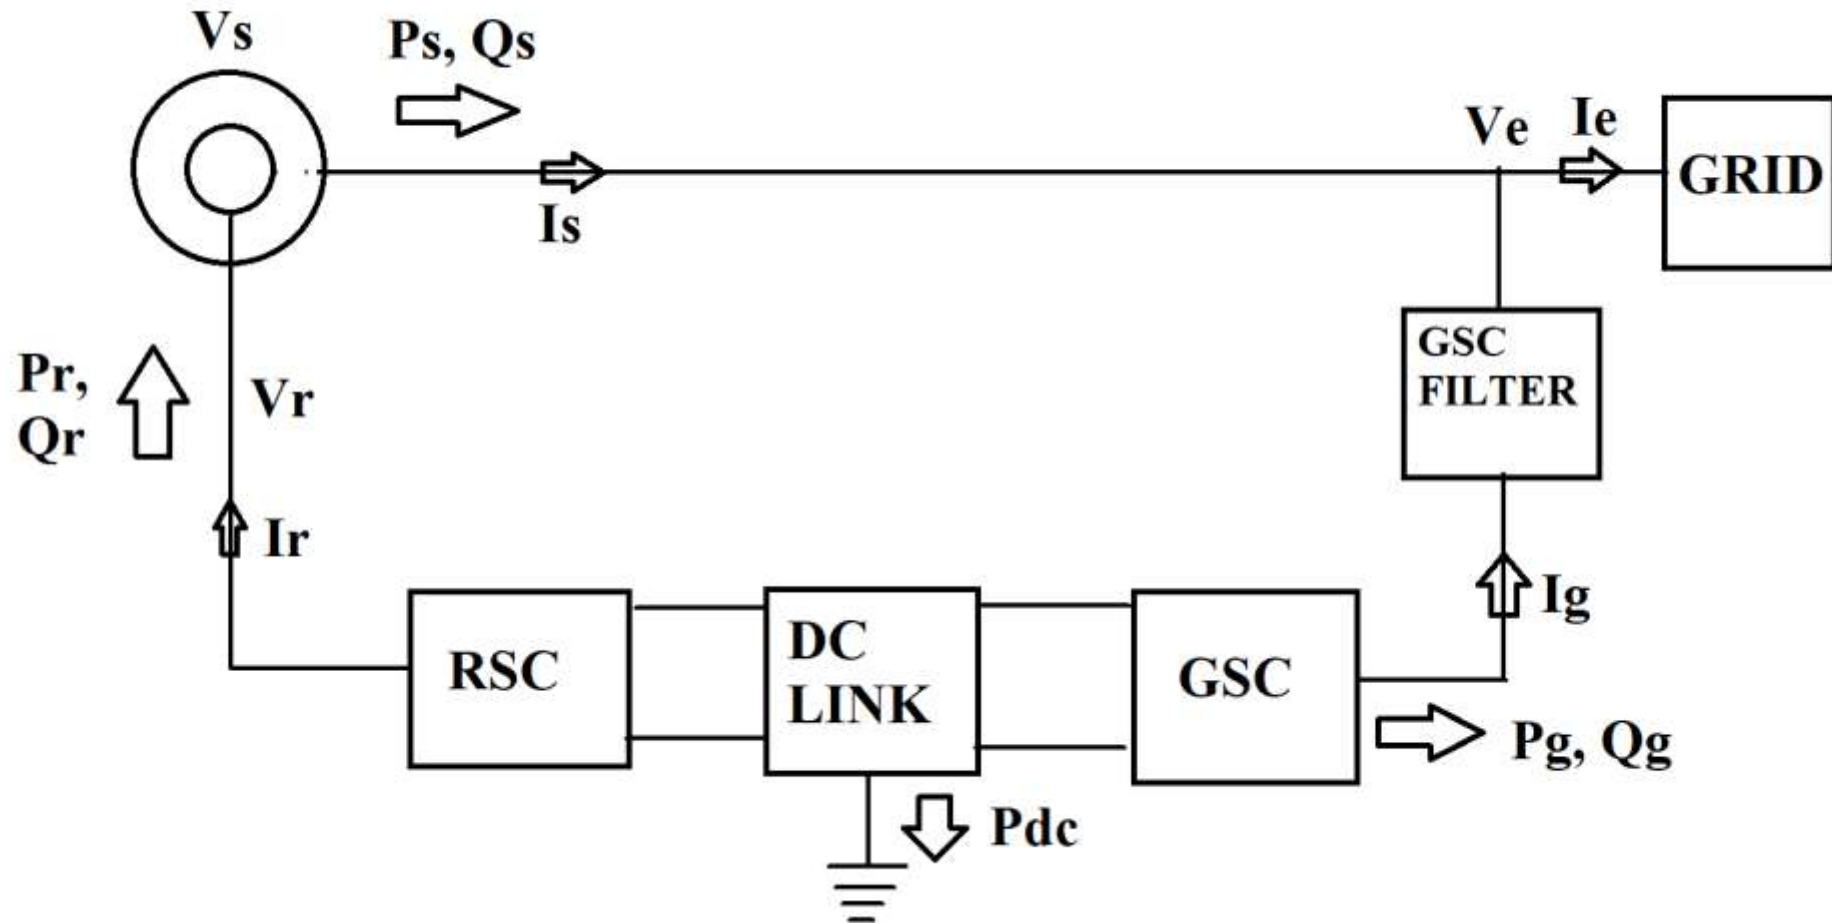 Vs
Ps, Qs
Ve
Ie
GRID
Is
GSC
FILTER
Pr,
Qr
Vr
Ir
Ig
RSC
DC
LINK
GSC
Pg, Qg
Pdc